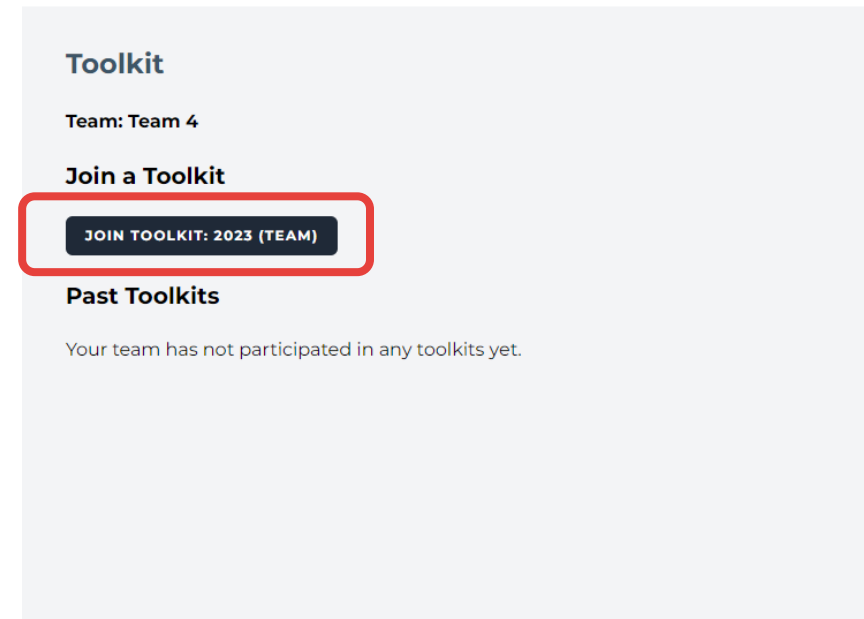 Toolkit
Team: Team 4
Join a Toolkit
JOIN TOOLKIT: 2023 (TEAM)
Past Toolkits
Your team has not participated in any toolkits yet.